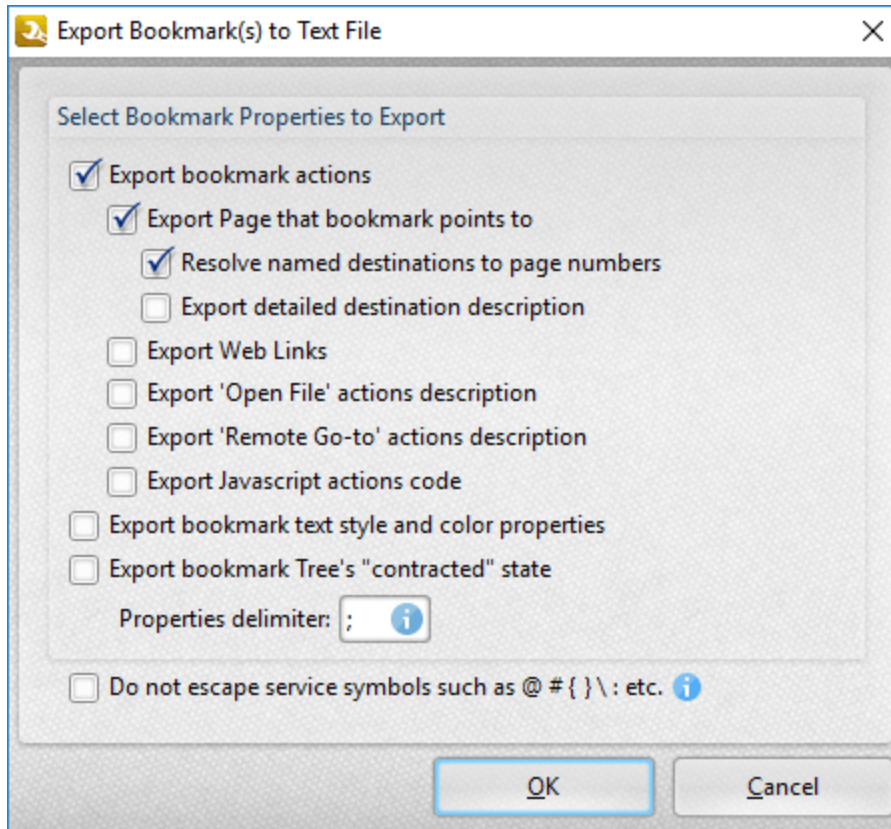 Export Bookmark(s) to Text File
Select Bookmark Properties to Export
Export bookmark actions
Export Page that bookmark points to
Resolve named destinations to page numbers
Export detailed destination description
Export Web Links
Export 'Open File' actions description
Export 'Remote Go-to' actions description
Export Javascript actions code
Export bookmark text style and color properties
Export bookmark Tree's "contracted" state
Properties delimiter: ;
Do not escape service symbols such as @ # { } \ : etc.
OK Cancel